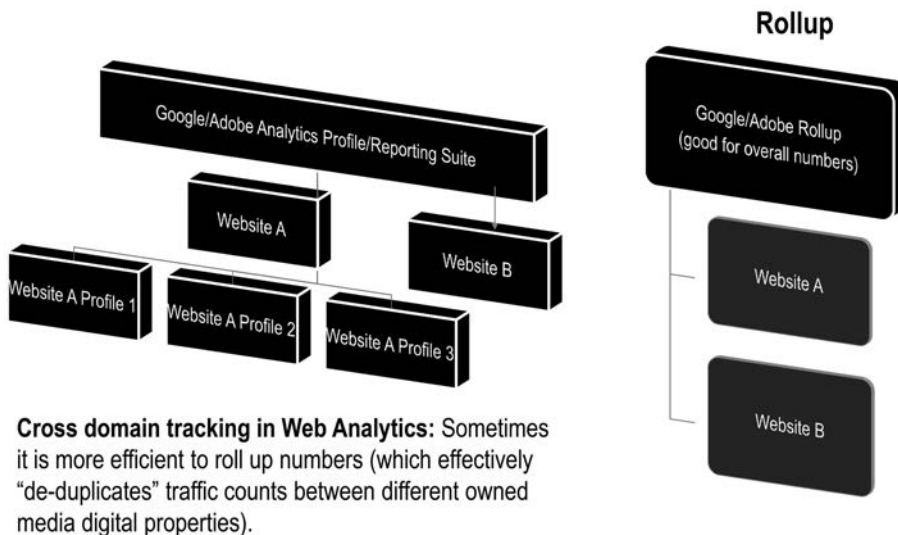 Google/Adobe Analytics Profile/Reporting Suite
Website A
Website B
Website A Profile 1
Website A Profile 2
Website A Profile 3
Cross domain tracking in Web Analytics: Sometimes
it is more efficient to roll up numbers (which effectively
“de-duplicates” traffic counts between different owned
media digital properties).
Rollup
Google/Adobe Rollup
(good for overall numbers)
Website A
Website B